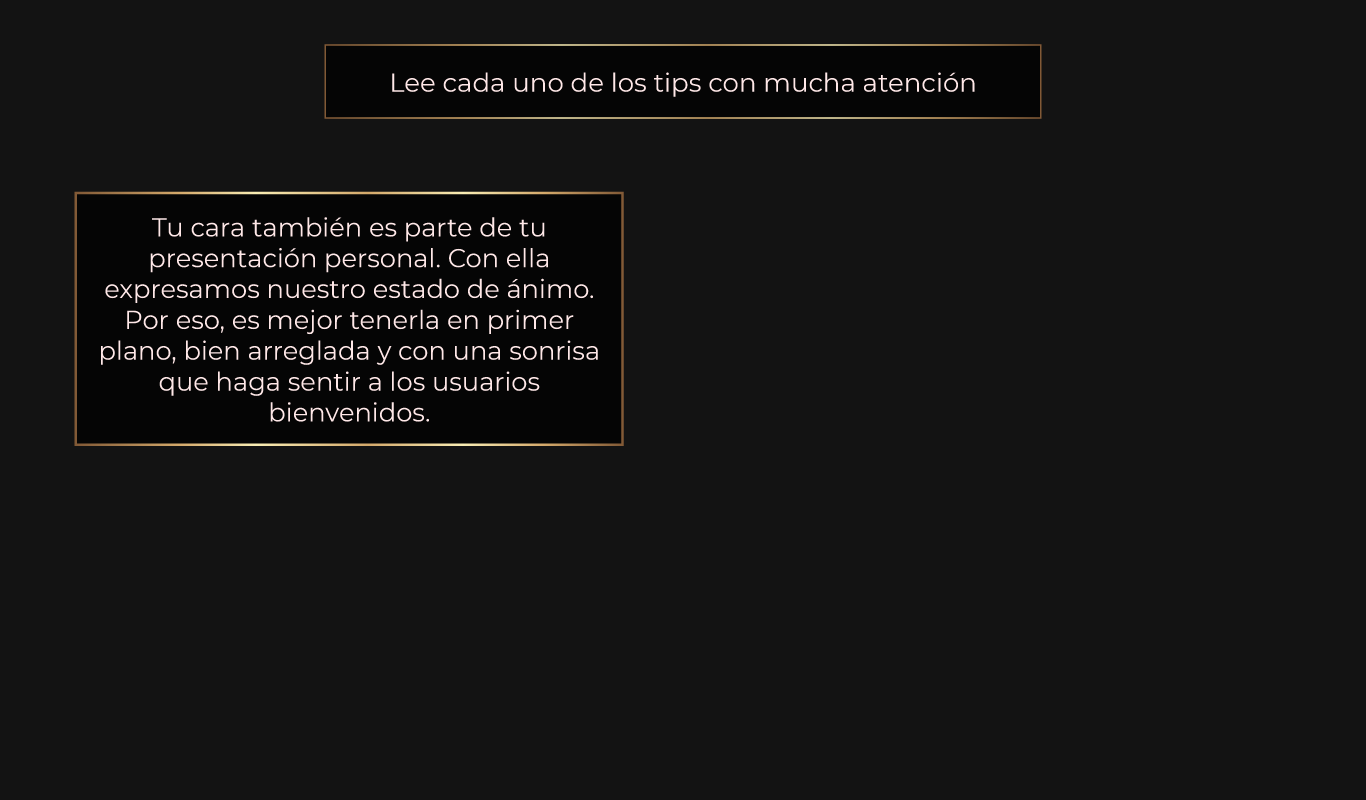 Lee cada uno de los tips con mucha atención
Tu cara también es parte de tu
presentación personal. Con ella
expresamos nuestro estado de ánimo.
Por eso, es mejor tenerla en primer
plano, bien arreglada y con una sonrisa
que haga sentir a los usuarios
bienvenidos.